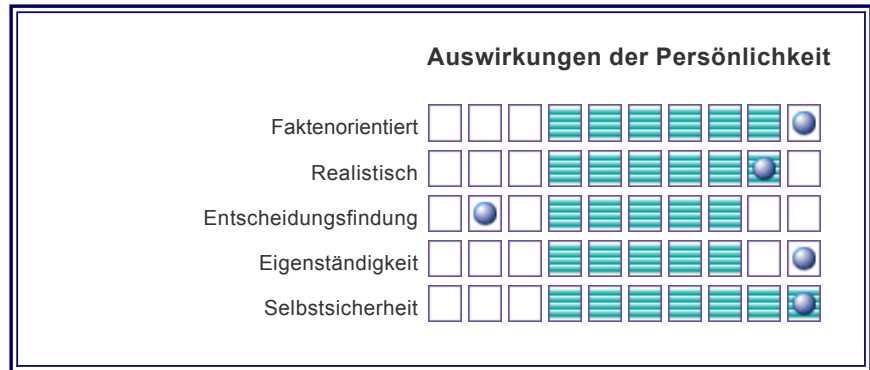 Auswirkungen der Persönlichkeit
Faktenorientiert
Realistisch
Entscheidungsfindung
Eigenständigkeit
Selbstsicherheit